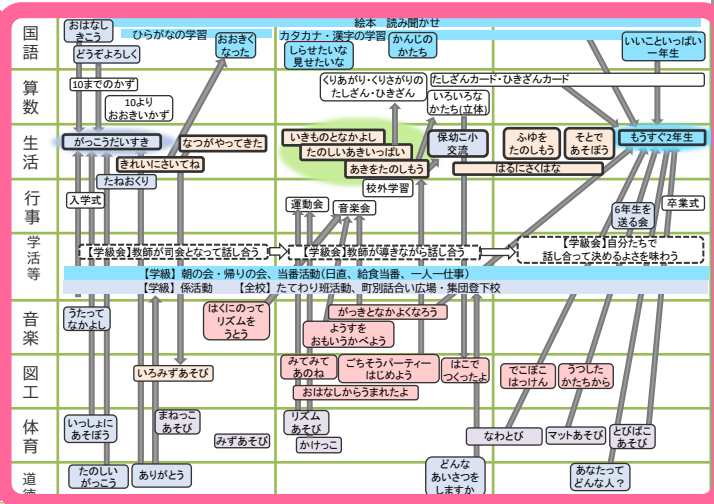 国語
おはなし
きこう
どうぞよろしく
ひらがなの学習
おおきく
なった
絵本　読み聞かせ
カタカナ・漢字の学習
しらせたいな
見せたいな
かんじの
かたち
いいこといっぱい
一年生
算数
10までのかず
10より
おおきいかず
くりあがり・くりさがりの
たしざん・ひきざん
たしざんカード・ひきざんカード
いろいろな
かたち(立体)
生活
がっこうだいすき
なつがやってきた
きれいにさいてね
たねおくり
いきものとなかよし
たのしいあきいっぱい
あきをたのしもう
保幼小
交流
ふゆを
たのしもう
そとで
あそぼう
もうすぐ2年生
はるにさくはな
校外学習
行事
入学式
運動会
音楽会
6年生を
送る会
卒業式
学活等
【学級会】教師が司会となって話し合う
【学級会】教師が導きながら話し合う
【学級会】自分たちで
話し合って決めるよさを味わう
【学級】朝の会・帰りの会、当番活動(日直、給食当番、一人一仕事)
【学級】係活動　【全校】たてわり班活動、町別話合い広場・集団登下校
音楽
うたって
なかよし
はくにのって
リズムを
うとう
がっきとなかよくなろう
ようすを
おもいうかべよう
図工
いろみずあそび
みてみて
あのね
ごちそうパーティー
はじめよう
はこで
つくったよ
おはなしからうまれたよ
でこぼこ
はっけん
うつした
かたちから
体育
いっしょに
あそぼう
まねっこ
あそび
みずあそび
リズム
あそび
かけっこ
なわとび
マットあそび
とびばこ
あそび
道徳
たのしい
がっこう
ありがとう
どんな
あいさつを
しますか
あなたって
どんな人？